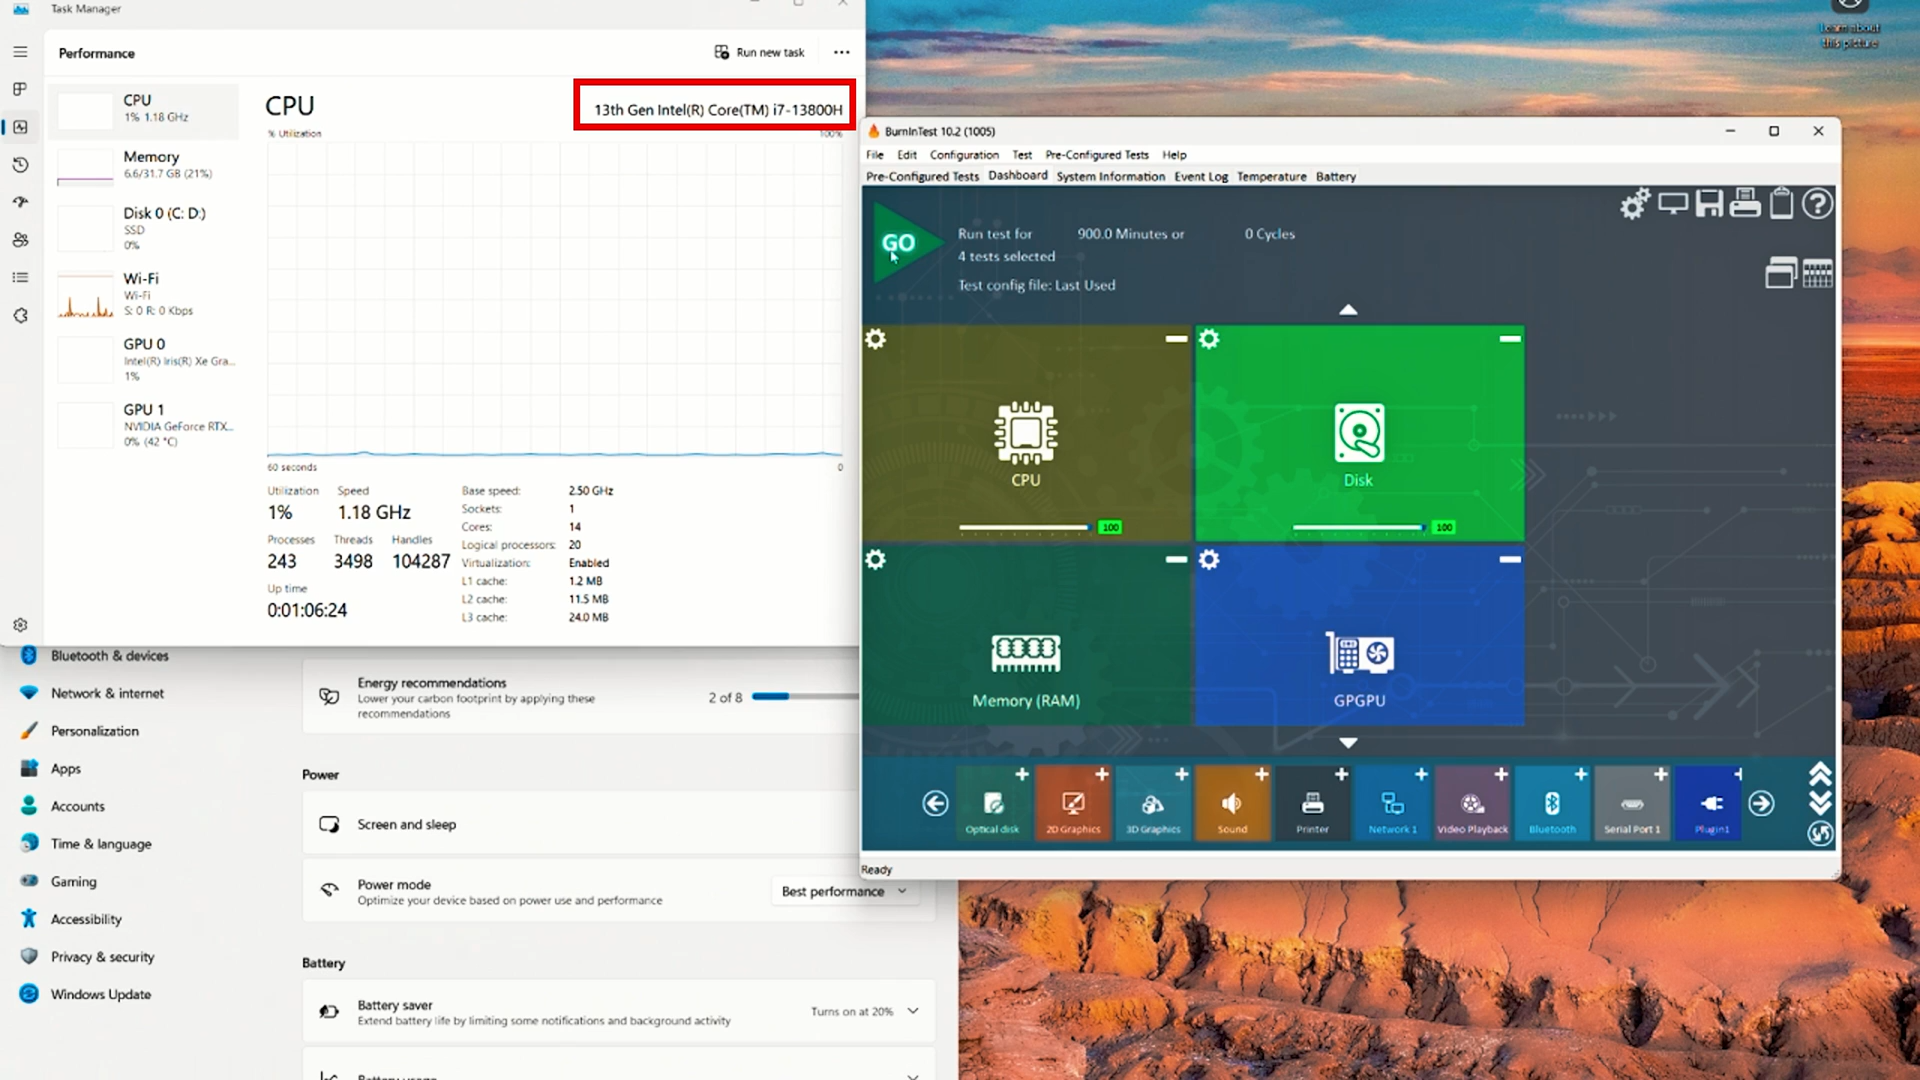 Task Manager
Performance
Run new task
CPU
1% 1.18 GHz
Memory
6.6/31.7 GB (21%)
Disk 0 (C: D:)
SSD
0%
Wi-Fi
Wi-Fi
S: 0 R: 0 Kbps
GPU 0
Intel(R) Iris(R) Xe Gra...
1%
GPU 1
NVIDIA GeForce RTX...
0% (42 °C)
CPU
13th Gen Intel(R) Core(TM) i7-13800H
% Utilization
100%
60 seconds
0
Utilization
Speed
1%
1.18 GHz
Processes
Threads
Handles
243
3498
104287
Up time
0:01:06:24
Base speed:
2.50 GHz
Sockets:
1
Cores:
14
Logical processors:
20
Virtualization:
Enabled
L1 cache:
1.2 MB
L2 cache:
11.5 MB
L3 cache:
24.0 MB
Bluetooth & devices
Network & internet
Personalization
Apps
Accounts
Time & language
Gaming
Accessibility
Privacy & security
Windows Update
Energy recommendations
Lower your carbon footprint by applying these
recommendations
2 of 8
Power
Screen and sleep
Power mode
Optimize your device based on power use and performance
Best performance
Battery
Battery saver
Extend battery life by limiting some notifications and background activity
Turns on at 20%
Learn about
this picture
BurnInTest 10.2 (1005)
File
Edit
Configuration
Test
Pre-Configured Tests
Help
Pre-Configured Tests
Dashboard
System Information
Event Log
Temperature
Battery
GO
Run test for
900.0 Minutes or
0 Cycles
4 tests selected
Test config file: Last Used
CPU
100
Disk
100
Memory (RAM)
GPGPU
Optical disk
2D Graphics
3D Graphics
Sound
Printer
Network 1
Video Playback
Bluetooth
Serial Port 1
Plugin1
Ready